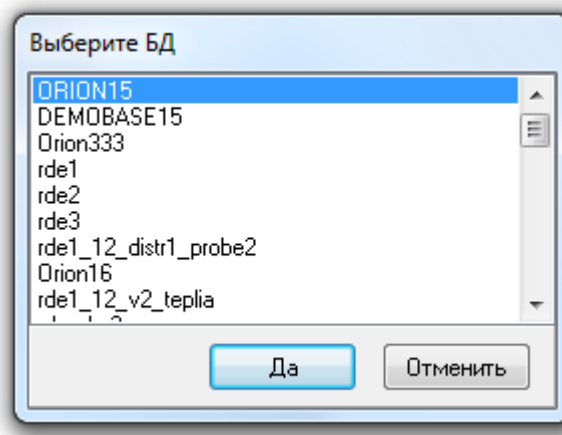 Выберите БД
ORION15
DEMOBASE15
Orion333
rde1
rde2
rde3
rde1_12_distr1_probe2
Orion16
rde1_12_v2_teplia
Да
Отменить